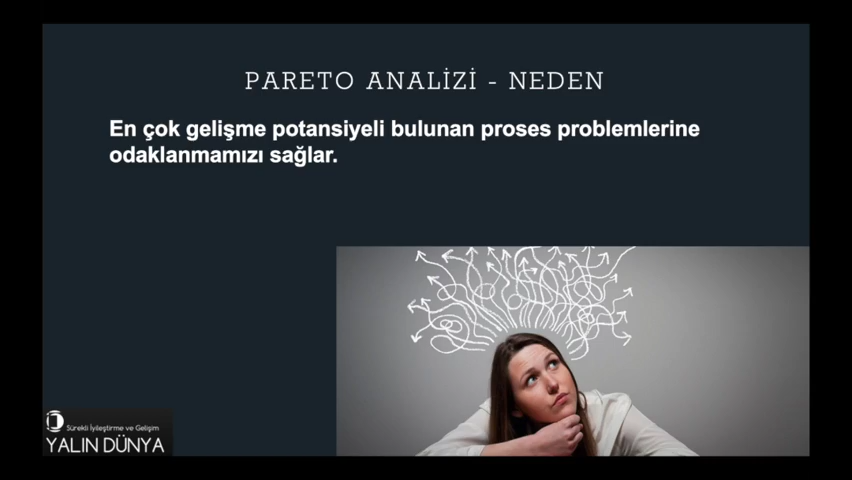 PARETO ANALİZİ - NEDEN
En çok gelişme potansiyeli bulunan proses problemlerine
odaklanmamızı sağlar.
Sürekli İyileştirme ve Gelişim
YALIN DÜNYA